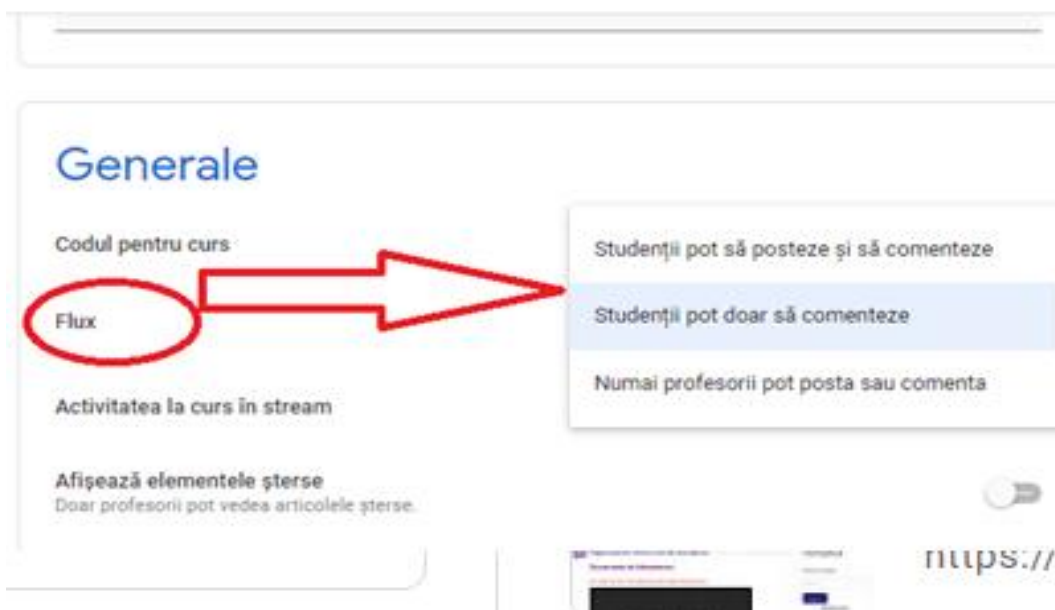 Generale
Codul pentru curs
Studenții pot să posteze și să comenteze
Flux
Studenții pot doar să comenteze
Numai profesorii pot posta sau comenta
Activitatea la curs în stream
Afișează elementele șterse
Doar profesorii pot vedea articolele șterse.
https://